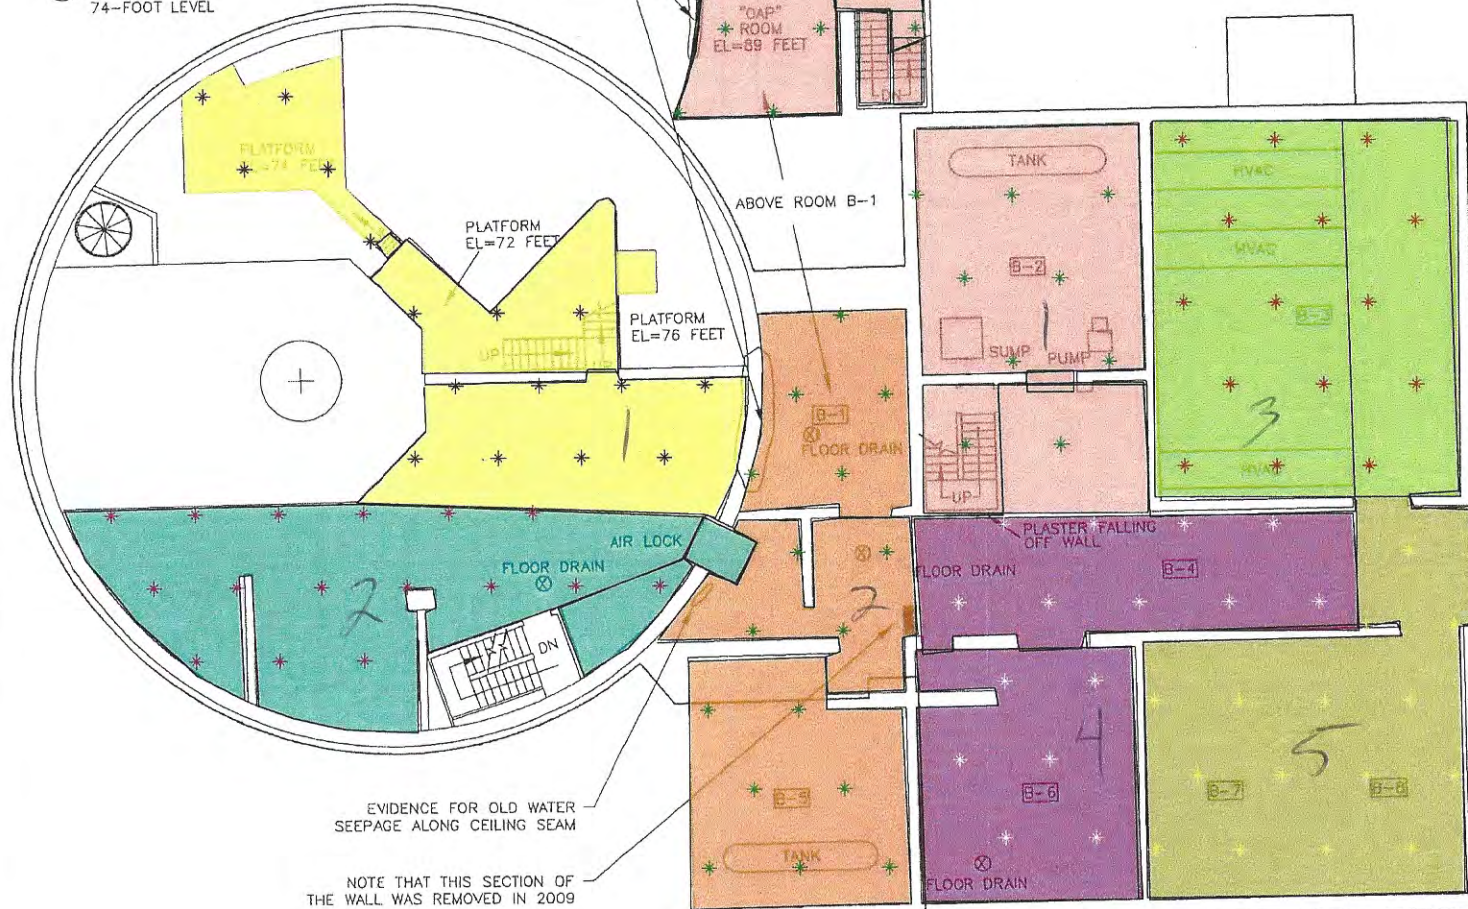 74-FOOT LEVEL
"OAP"
ROOM
EL=89 FEET
DN
PLATFORM
EL=74 FEET
PLATFORM
EL=72 FEET
ABOVE ROOM B-1
TANK
B-2
SUMP
PUMP
1
HVAC
HVAC
B-3
3
HVAC
PLATFORM
EL=76 FEET
UP
UP
1
B-1
FLOOR DRAIN
UP
PLASTER FALLING
OFF WALL
AIR LOCK
FLOOR DRAIN
2
DN
2
FLOOR DRAIN
B-4
4
B-6
FLOOR DRAIN
5
B-7
B-8
B-5
TANK
EVIDENCE FOR OLD WATER
SEEPAGE ALONG CEILING SEAM
NOTE THAT THIS SECTION OF
THE WALL WAS REMOVED IN 2009